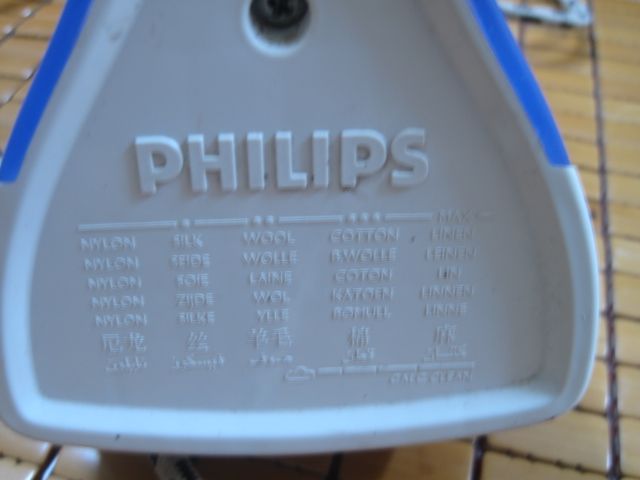 PHILIPS
MAX
NYLON SILK WOOL COTTON LINEN
NYLON SEIDE WOLLE B.WOLLE LEINEN
NYLON SOIE LAINE COTON LIN
NYLON ZIJDE WOL KATOEN LINNEN
NYLON SILKE YLLE BOMULL LINNE
尼龙 丝 羊毛 棉 麻
CALC CLEAN